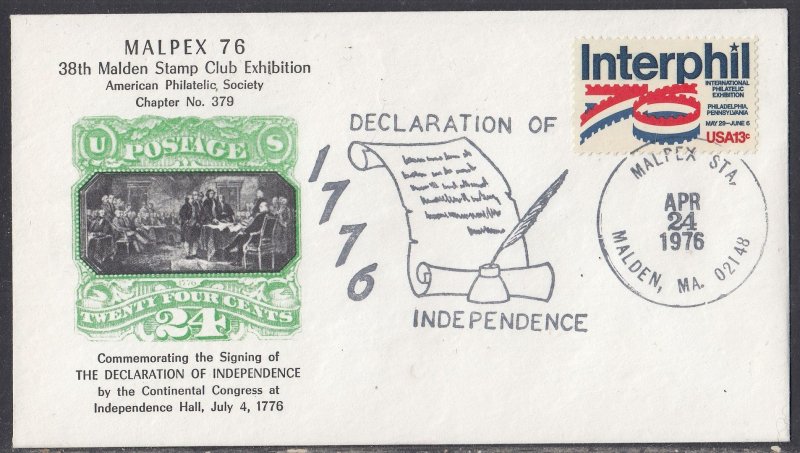 MALPEX 76
38th Malden Stamp Club Exhibition
American Philatelic Society
Chapter No. 379
U POSTAGE S
TWENTY FOUR CENTS
24
Commemorating the Signing of
THE DECLARATION OF INDEPENDENCE
by the Continental Congress at
Independence Hall, July 4, 1776
DECLARATION OF
1776
INDEPENDENCE
Interphil
INTERNATIONAL
PHILATELIC
EXHIBITION
PHILADELPHIA,
PENNSYLVANIA
MAY 29–JUNE 6
USA 13c
MALPEX STA.
APR
24
1976
MALDEN, MA. 02148